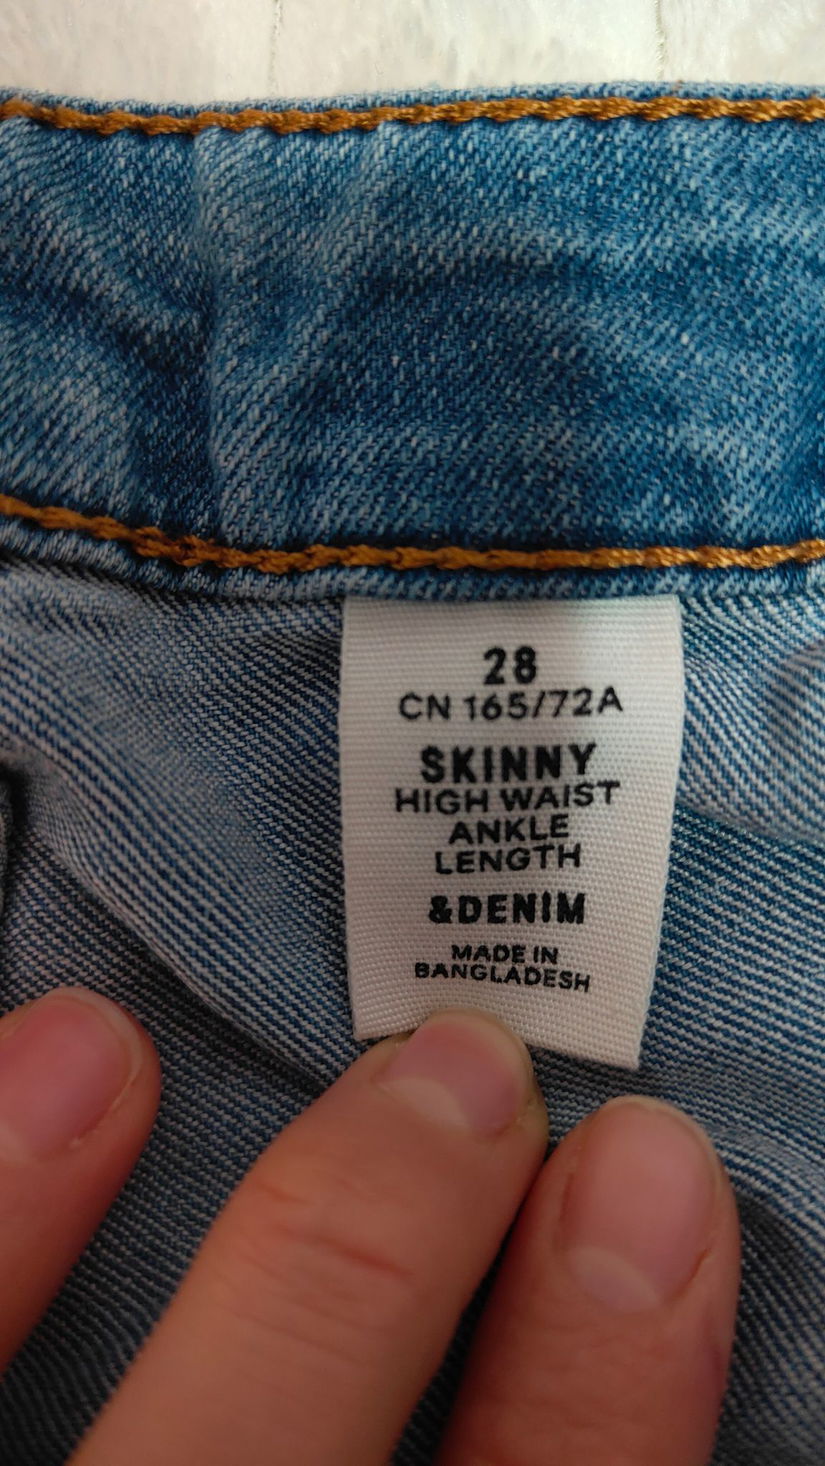 28
CN 165/72A
SKINNY
HIGH WAIST
ANKLE
LENGTH
&DENIM
MADE IN
BANGLADESH